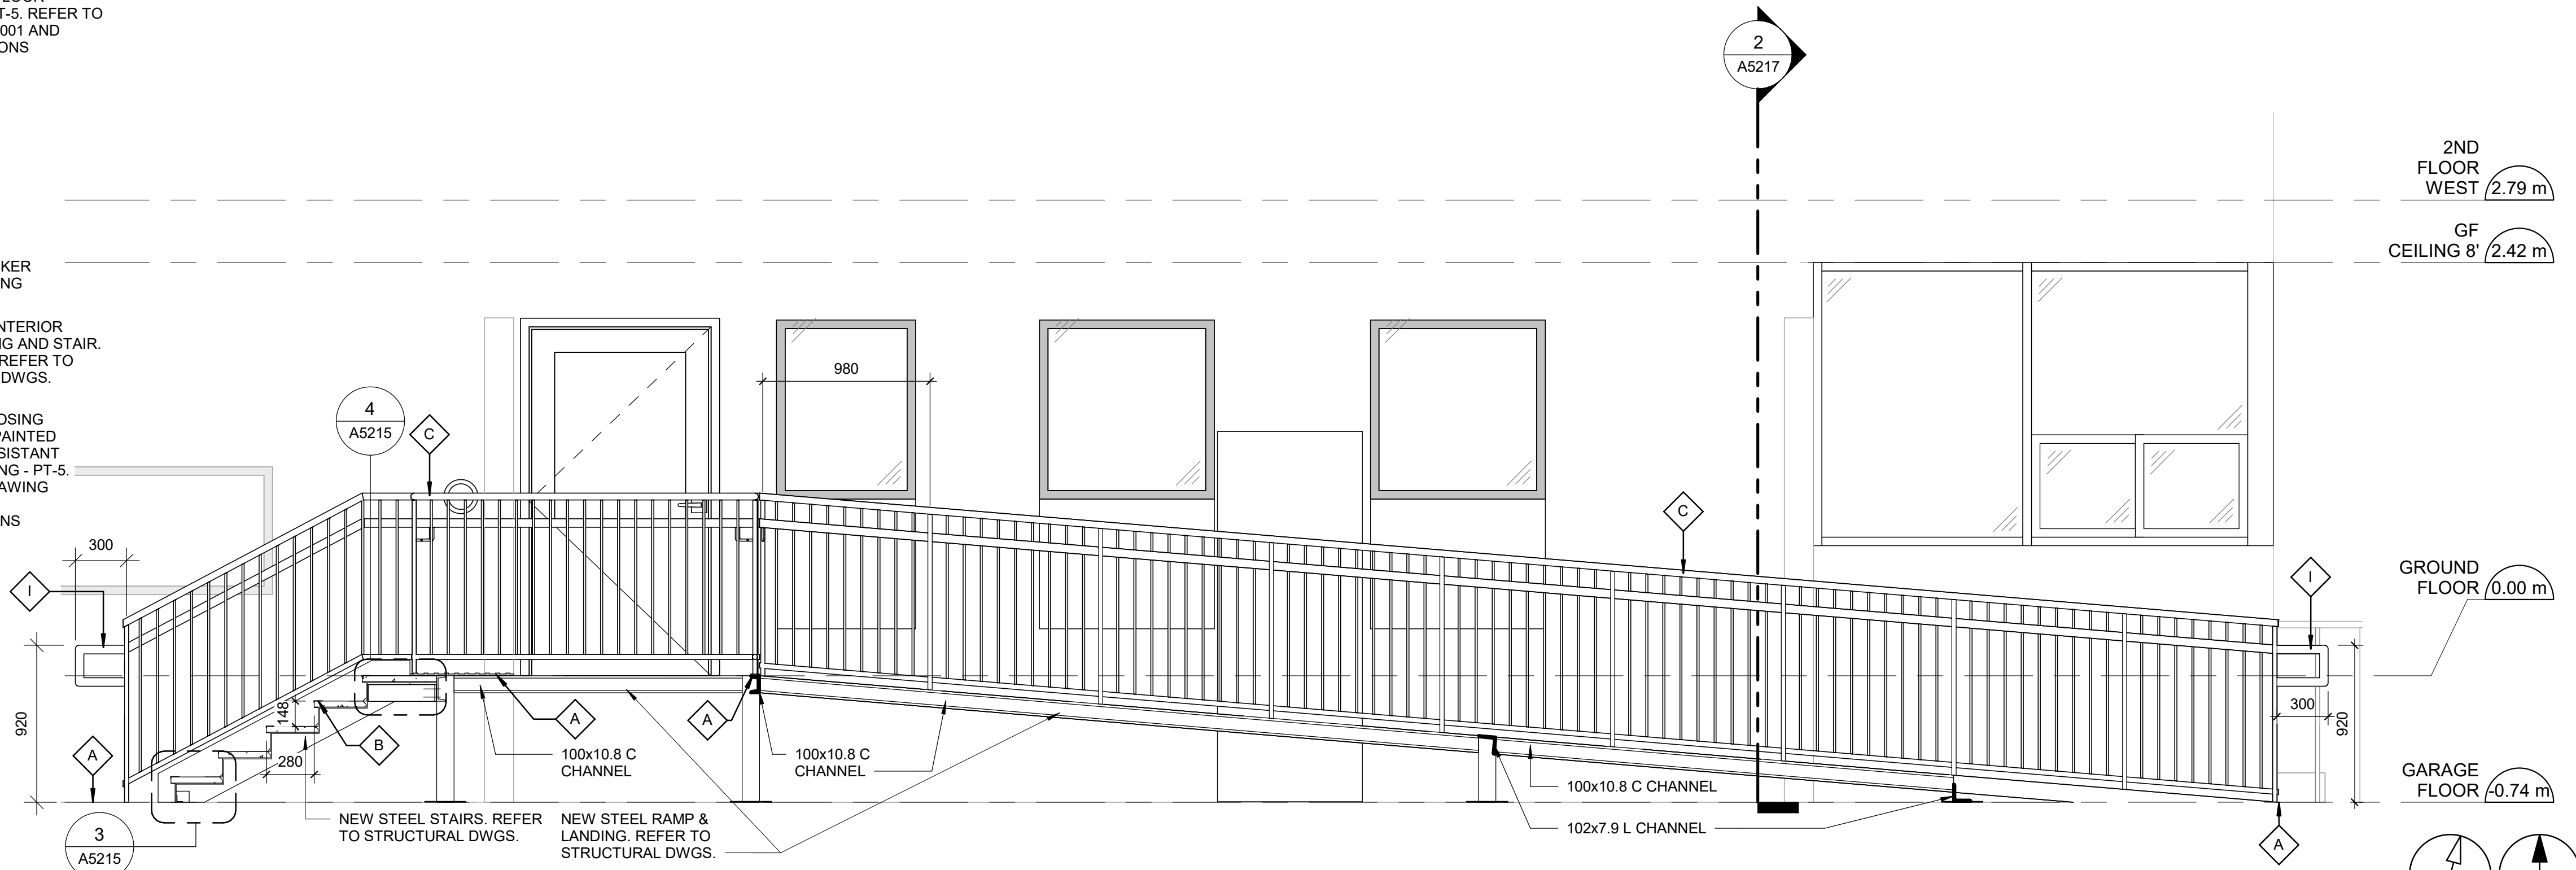 T-5. REFER TO
001 AND
ONS
KER
NG
NTERIOR
NG AND STAIR.
REFER TO
DWGS.
OSING
PAINTED
SISTANT
NG - PT-5.
AWING
NS
2
A5217
2ND
FLOOR
WEST 2.79 m
GF
CEILING 8' 2.42 m
GROUND
FLOOR 0.00 m
GARAGE
FLOOR -0.74 m
4
A5215
C
980
C
300
I
920
A
3
A5215
148
280
B
A
A
100x10.8 C
CHANNEL
100x10.8 C
CHANNEL
NEW STEEL STAIRS. REFER
TO STRUCTURAL DWGS.
NEW STEEL RAMP &
LANDING. REFER TO
STRUCTURAL DWGS.
100x10.8 C CHANNEL
102x7.9 L CHANNEL
I
300
920
A